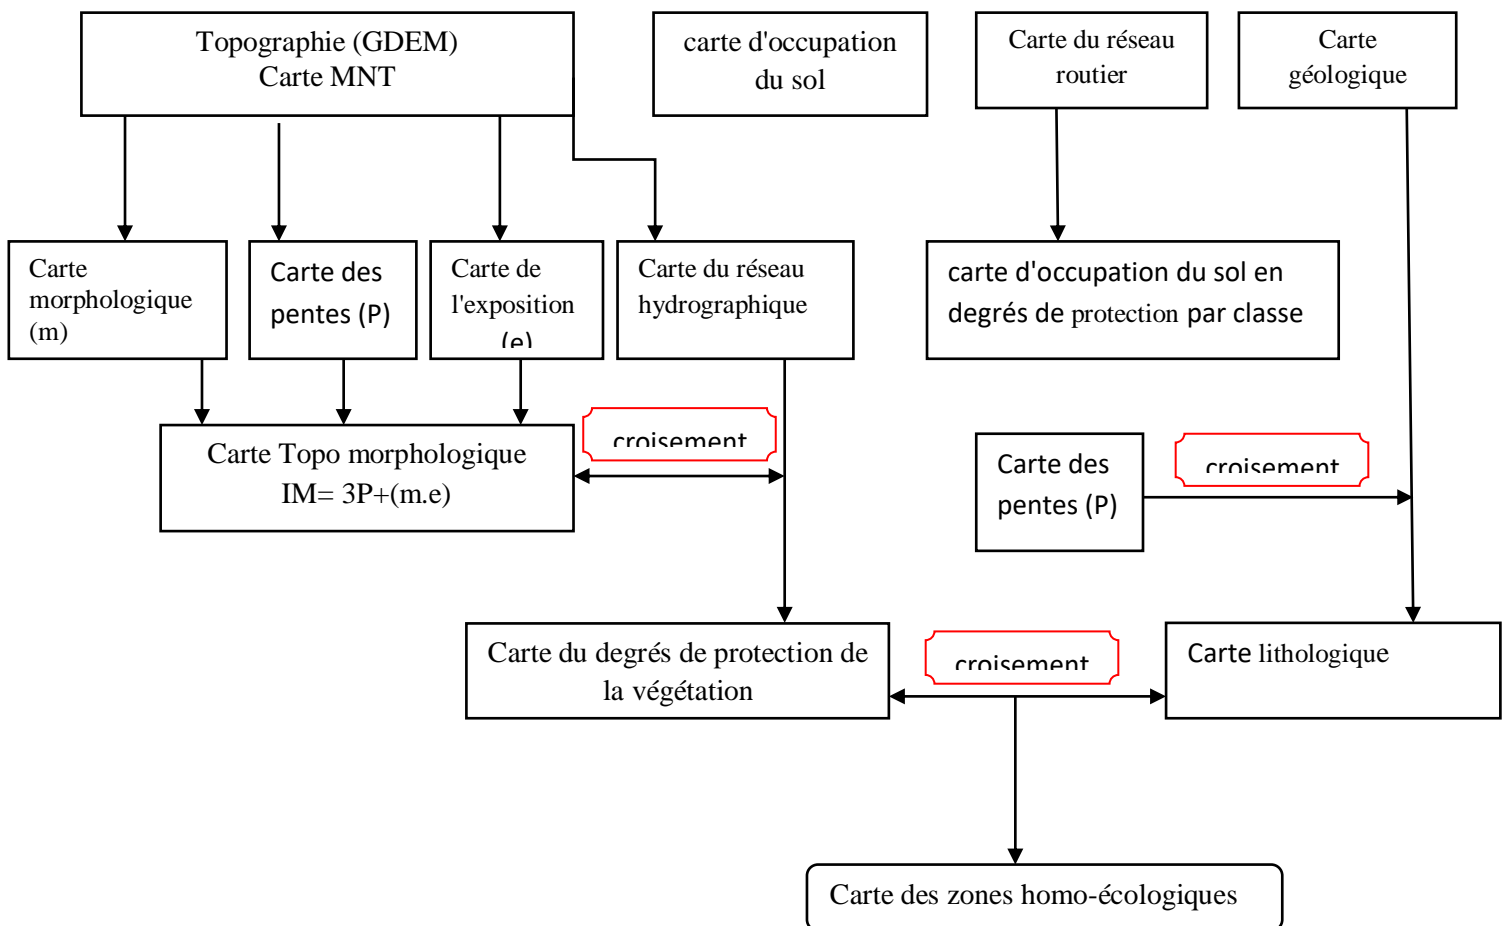 Topographie (GDEM)
Carte MNT
carte d'occupation
du sol
Carte du réseau
routier
Carte
géologique
Carte
morphologique
(m)
Carte des
pentes (P)
Carte de
l'exposition
(e)
Carte du réseau
hydrographique
carte d'occupation du sol en
degrés de protection par classe
Carte Topo morphologique
IM= 3P+(m.e)
croisement
Carte des
pentes (P)
croisement
Carte du degrés de protection de
la végétation
croisement
Carte lithologique
Carte des zones homo-écologiques